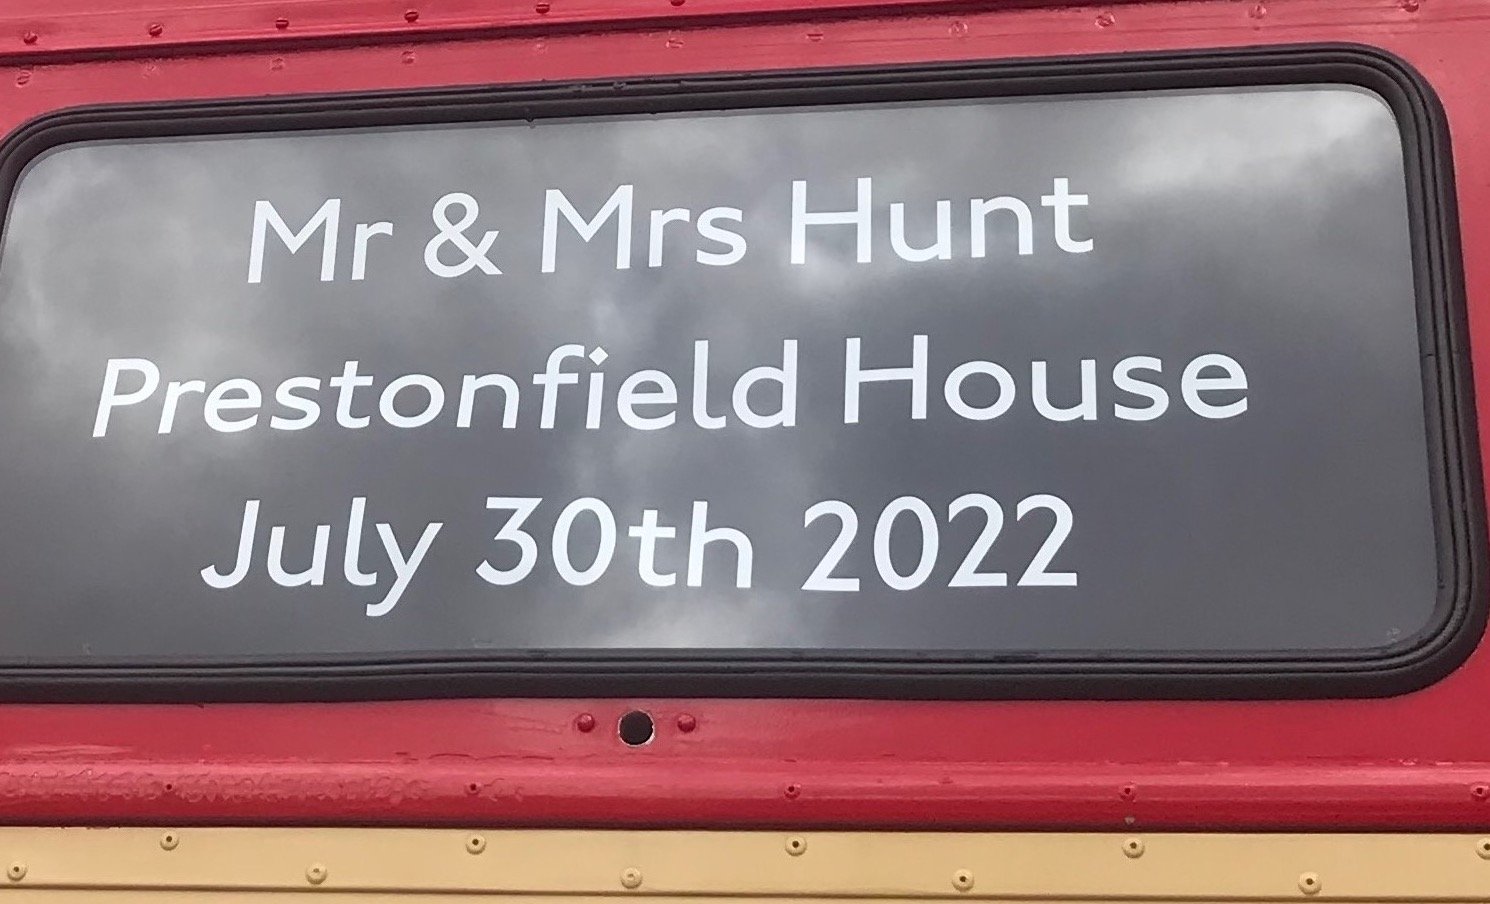 Mr & Mrs Hunt
Prestonfield House
July 30th 2022